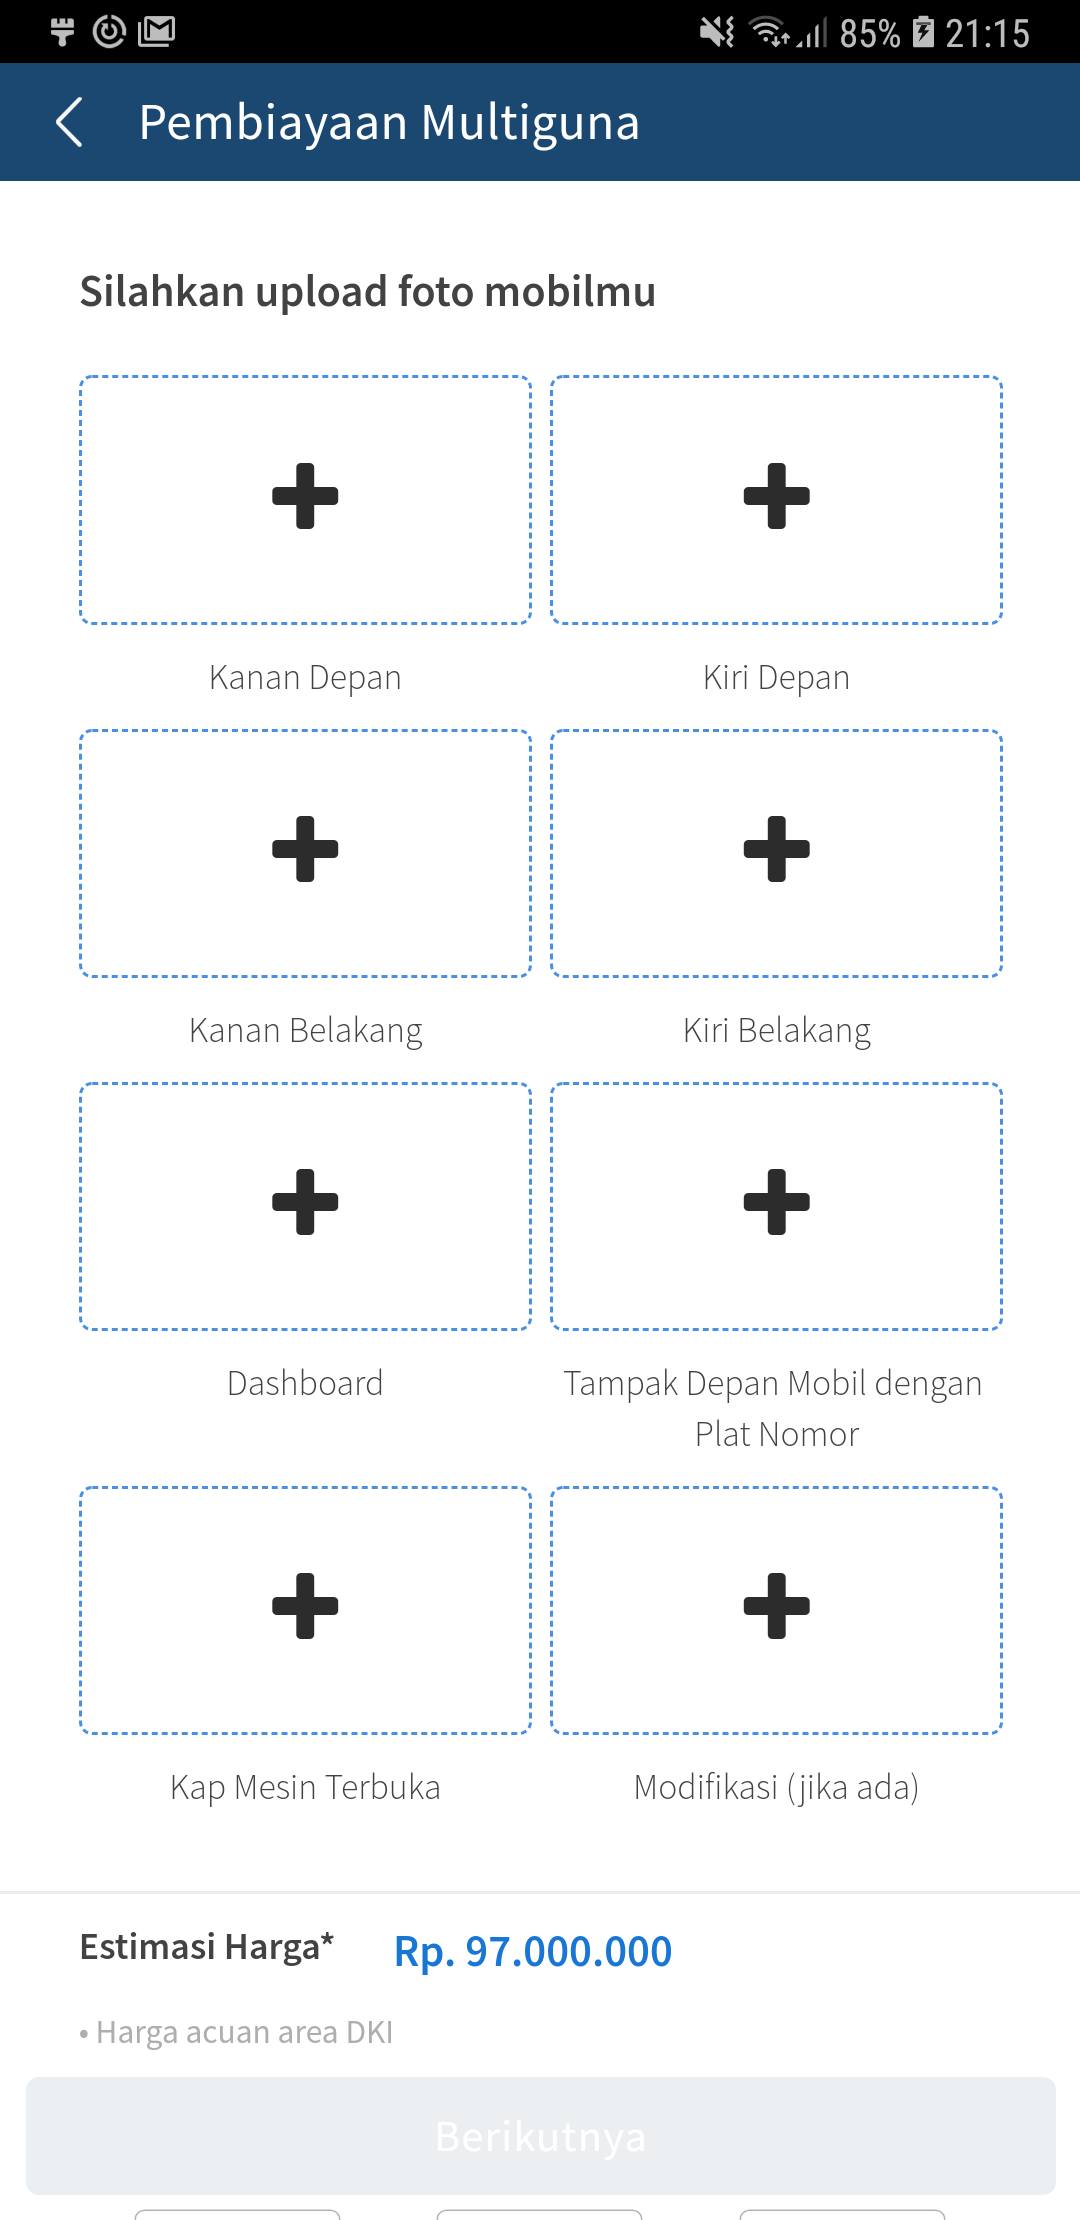 85% 21:15
Pembiayaan Multiguna
Silahkan upload foto mobilmu
Kanan Depan
Kiri Depan
Kanan Belakang
Kiri Belakang
Dashboard
Tampak Depan Mobil dengan
Plat Nomor
Kap Mesin Terbuka
Modifikasi (jika ada)
Estimasi Harga* Rp. 97.000.000
• Harga acuan area DKI
Berikutnya